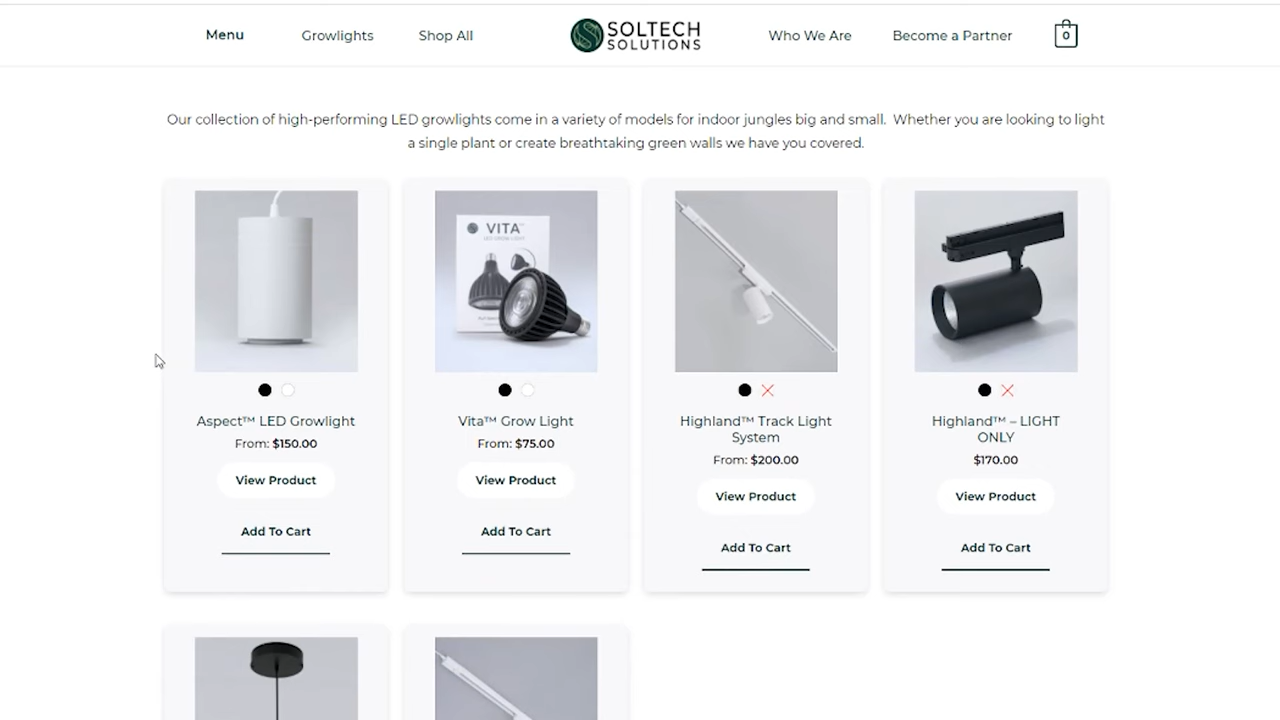 Menu
Growlights
Shop All
SOLTECH
SOLUTIONS
Who We Are
Become a Partner
0
Our collection of high-performing LED growlights come in a variety of models for indoor jungles big and small. Whether you are looking to light
a single plant or create breathtaking green walls we have you covered.
VITA™
LED GROW LIGHT
Aspect™ LED Growlight
From: $150.00
View Product
Add To Cart
Vita™ Grow Light
From: $75.00
View Product
Add To Cart
Highland™ Track Light
System
From: $200.00
View Product
Add To Cart
Highland™ – LIGHT
ONLY
$170.00
View Product
Add To Cart